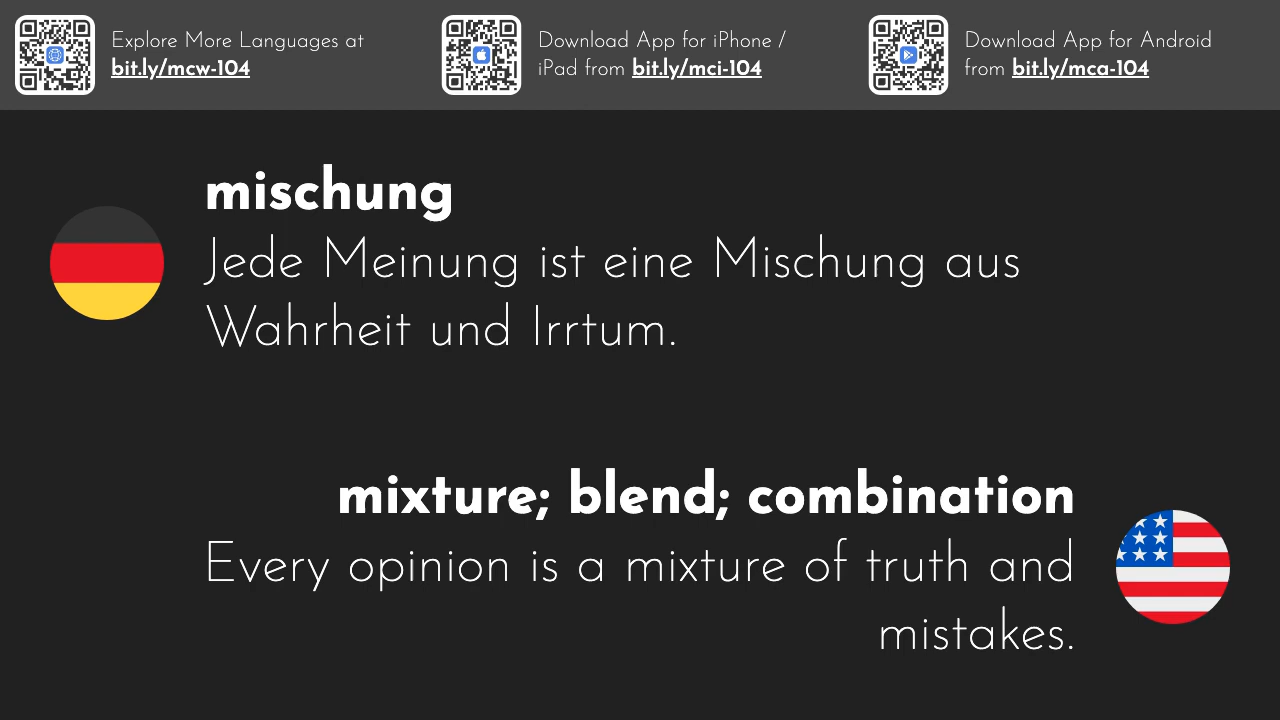 Explore More Languages at
bit.ly/mcw-104
Download App for iPhone /
iPad from bit.ly/mci-104
Download App for Android
from bit.ly/mca-104
mischung
Jede Meinung ist eine Mischung aus
Wahrheit und Irrtum.
mixture; blend; combination
Every opinion is a mixture of truth and
mistakes.